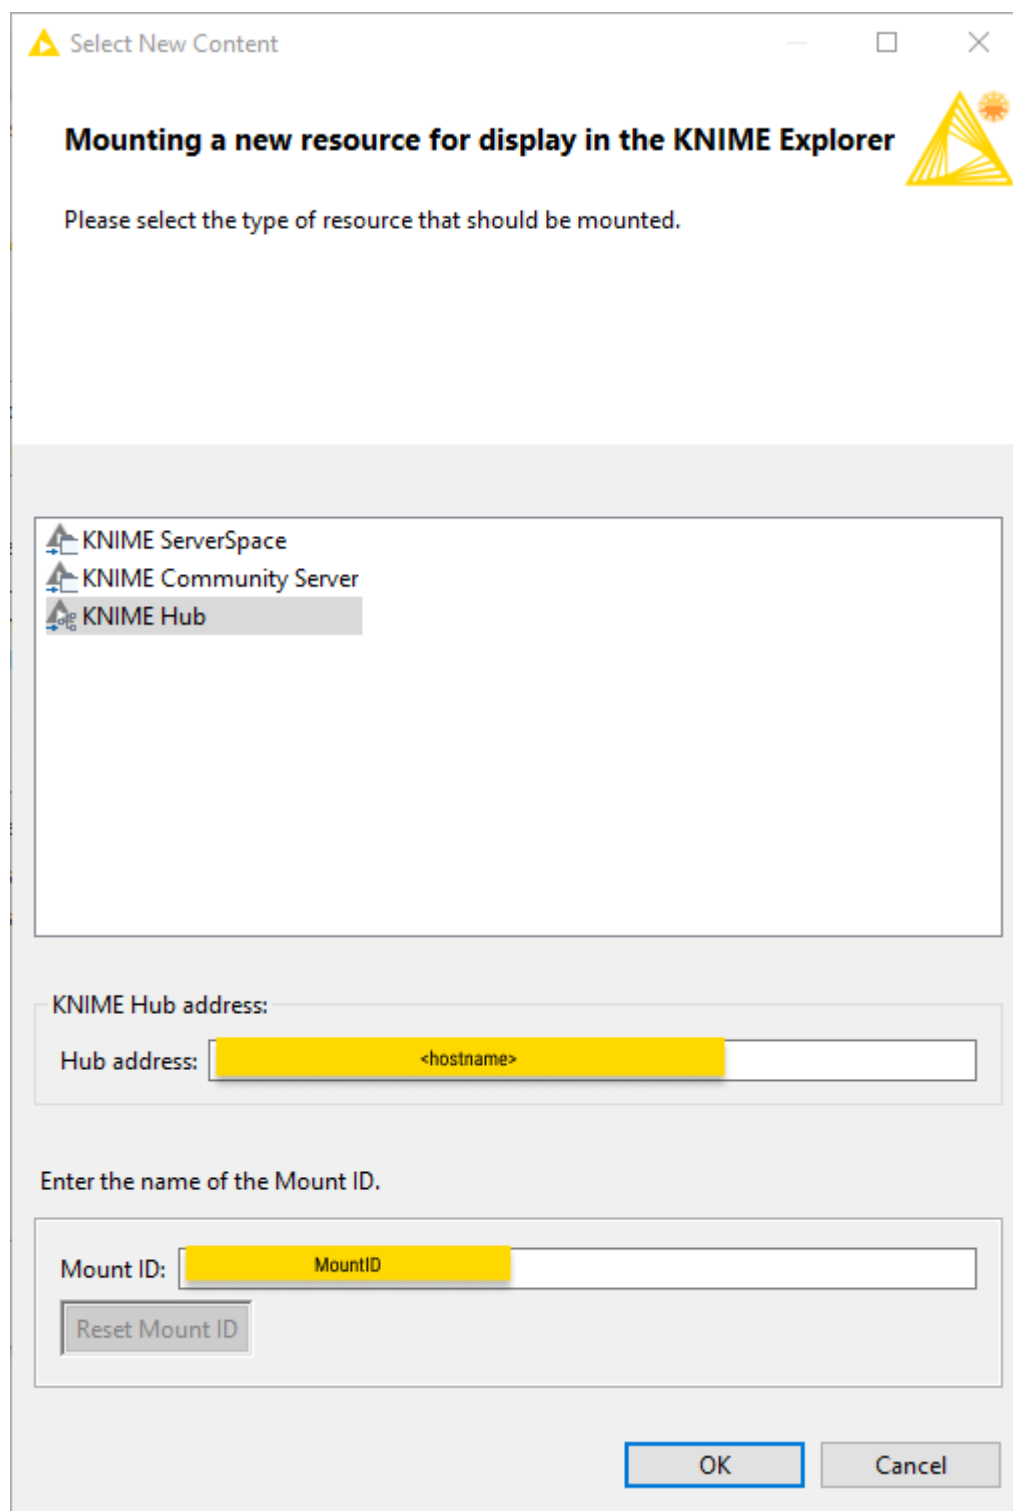 Select New Content
Mounting a new resource for display in the KNIME Explorer
Please select the type of resource that should be mounted.
KNIME ServerSpace
KNIME Community Server
KNIME Hub
KNIME Hub address:
Hub address: <hostname>
Enter the name of the Mount ID.
Mount ID: MountID
Reset Mount ID
OK Cancel